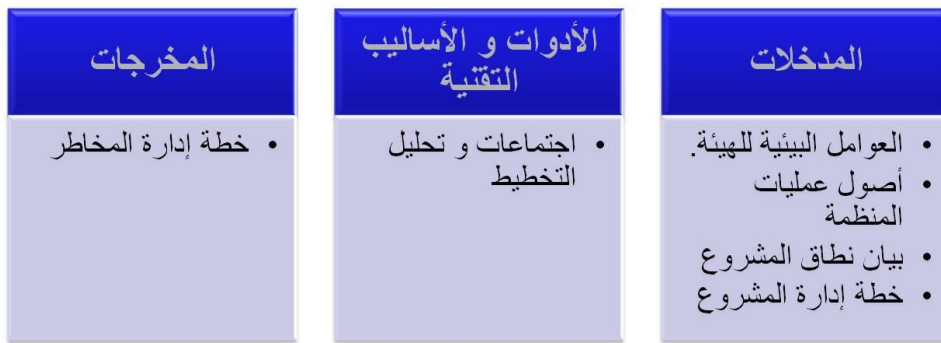 المدخلات
• العوامل البيئية للهيئة.
• أصول عمليات
المنظمة
• بيان نطاق المشروع
• خطة إدارة المشروع
الأدوات و الأساليب
التقنية
• اجتماعات و تحليل
التخطيط
المخرجات
• خطة إدارة المخاطر